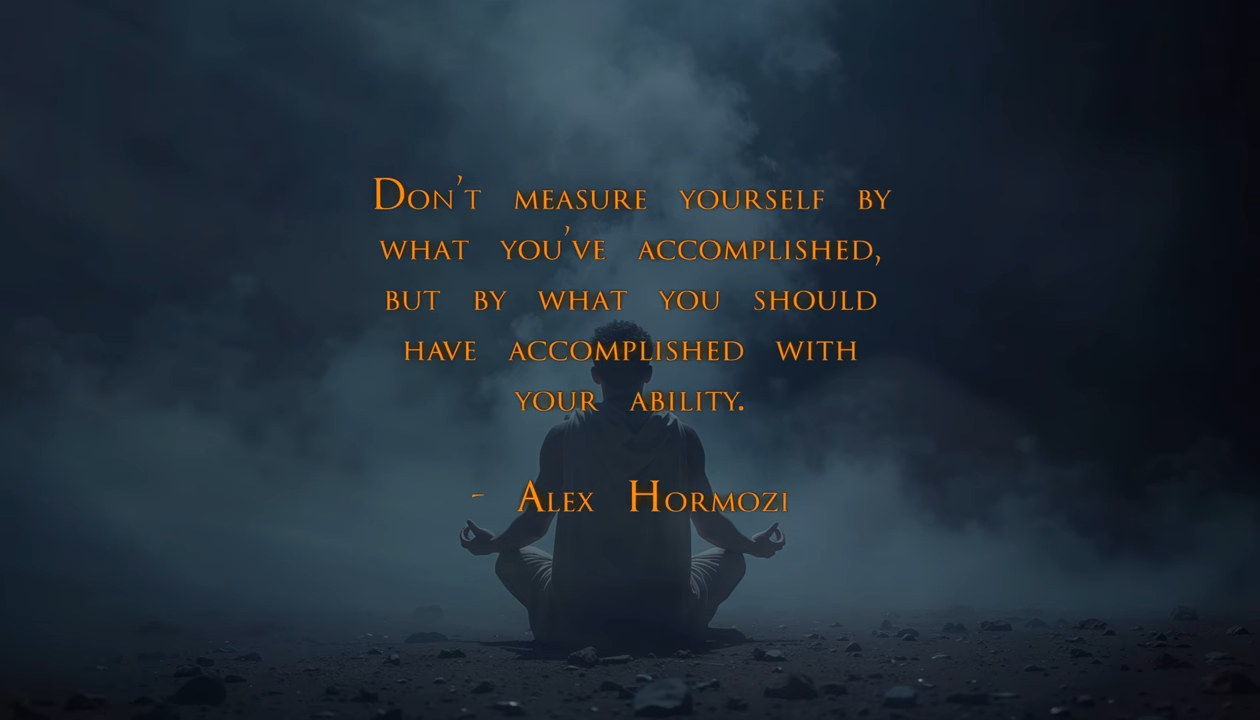 Don't measure yourself by
what you've accomplished,
but by what you should
have accomplished with
your ability.
- Alex Hormozi